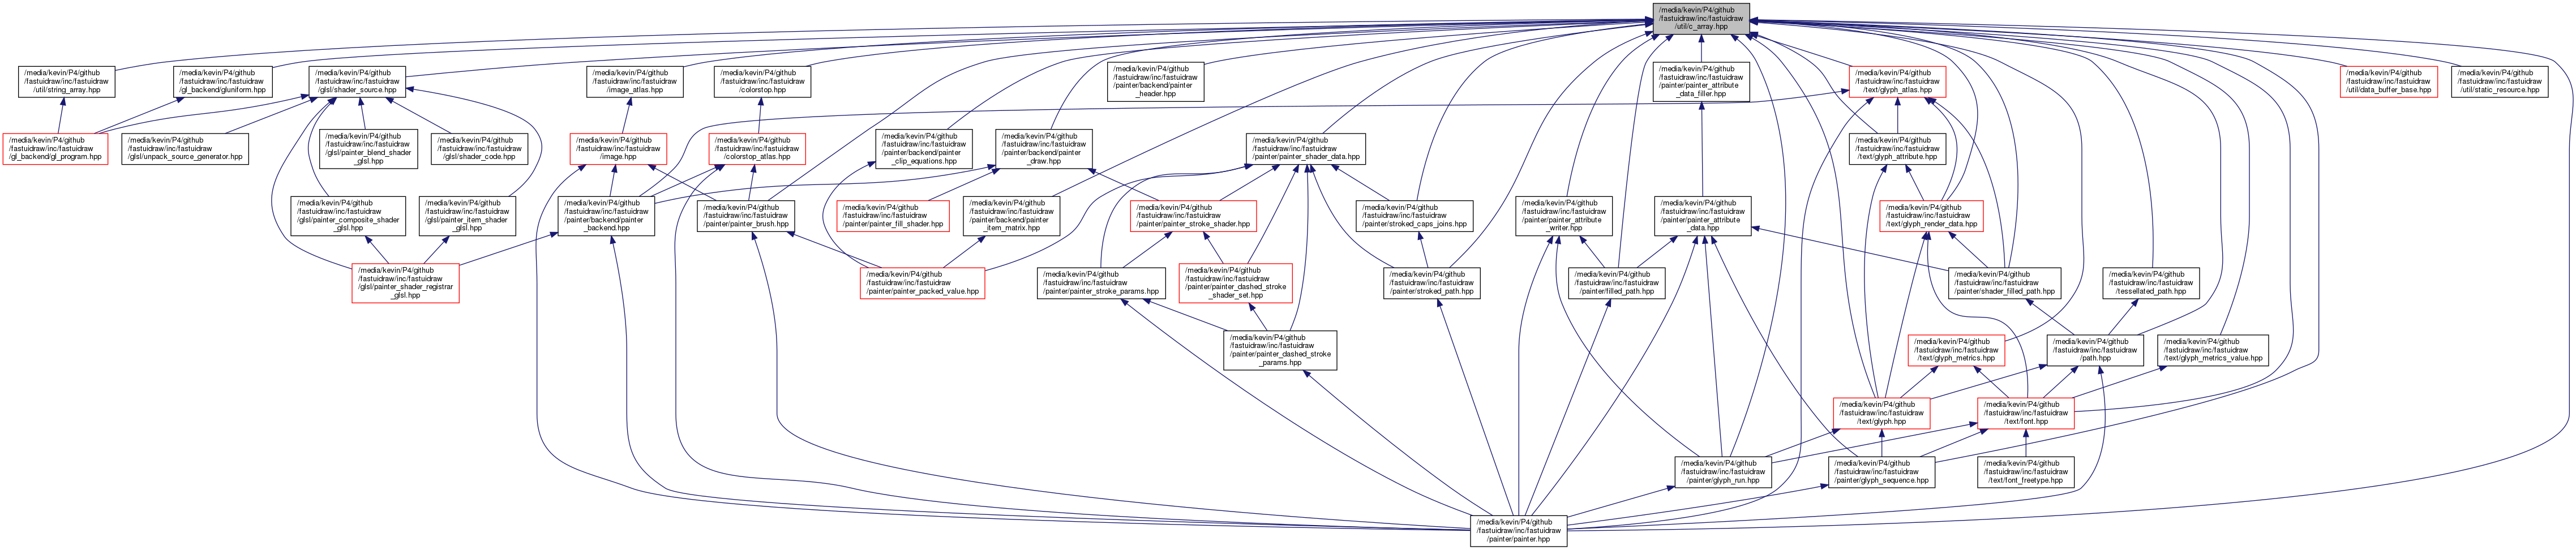 /media/kevin/P4/github
/fastuidraw/inc/fastuidraw
/util/c_array.hpp
/media/kevin/P4/github
/fastuidraw/inc/fastuidraw
/util/string_array.hpp
/media/kevin/P4/github
/fastuidraw/inc/fastuidraw
/gl_backend/gluniform.hpp
/media/kevin/P4/github
/fastuidraw/inc/fastuidraw
/glsl/shader_source.hpp
/media/kevin/P4/github
/fastuidraw/inc/fastuidraw
/image_atlas.hpp
/media/kevin/P4/github
/fastuidraw/inc/fastuidraw
/colorstop.hpp
/media/kevin/P4/github
/fastuidraw/inc/fastuidraw
/painter/backend/painter
_header.hpp
/media/kevin/P4/github
/fastuidraw/inc/fastuidraw
/painter/painter_attribute
_data_filler.hpp
/media/kevin/P4/github
/fastuidraw/inc/fastuidraw
/text/glyph_atlas.hpp
/media/kevin/P4/github
/fastuidraw/inc/fastuidraw
/util/data_buffer_base.hpp
/media/kevin/P4/github
/fastuidraw/inc/fastuidraw
/util/static_resource.hpp
/media/kevin/P4/github
/fastuidraw/inc/fastuidraw
/gl_backend/gl_program.hpp
/media/kevin/P4/github
/fastuidraw/inc/fastuidraw
/glsl/unpack_source_generator.hpp
/media/kevin/P4/github
/fastuidraw/inc/fastuidraw
/glsl/painter_blend_shader
_glsl.hpp
/media/kevin/P4/github
/fastuidraw/inc/fastuidraw
/glsl/shader_code.hpp
/media/kevin/P4/github
/fastuidraw/inc/fastuidraw
/image.hpp
/media/kevin/P4/github
/fastuidraw/inc/fastuidraw
/colorstop_atlas.hpp
/media/kevin/P4/github
/fastuidraw/inc/fastuidraw
/painter/backend/painter
_clip_equations.hpp
/media/kevin/P4/github
/fastuidraw/inc/fastuidraw
/painter/backend/painter
_draw.hpp
/media/kevin/P4/github
/fastuidraw/inc/fastuidraw
/painter/painter_shader_data.hpp
/media/kevin/P4/github
/fastuidraw/inc/fastuidraw
/text/glyph_attribute.hpp
/media/kevin/P4/github
/fastuidraw/inc/fastuidraw
/glsl/painter_composite_shader
_glsl.hpp
/media/kevin/P4/github
/fastuidraw/inc/fastuidraw
/glsl/painter_item_shader
_glsl.hpp
/media/kevin/P4/github
/fastuidraw/inc/fastuidraw
/painter/backend/painter
_backend.hpp
/media/kevin/P4/github
/fastuidraw/inc/fastuidraw
/painter/painter_brush.hpp
/media/kevin/P4/github
/fastuidraw/inc/fastuidraw
/painter/painter_fill_shader.hpp
/media/kevin/P4/github
/fastuidraw/inc/fastuidraw
/painter/backend/painter
_item_matrix.hpp
/media/kevin/P4/github
/fastuidraw/inc/fastuidraw
/painter/painter_stroke_shader.hpp
/media/kevin/P4/github
/fastuidraw/inc/fastuidraw
/painter/stroked_caps_joins.hpp
/media/kevin/P4/github
/fastuidraw/inc/fastuidraw
/painter/painter_attribute
_writer.hpp
/media/kevin/P4/github
/fastuidraw/inc/fastuidraw
/painter/painter_attribute
_data.hpp
/media/kevin/P4/github
/fastuidraw/inc/fastuidraw
/text/glyph_render_data.hpp
/media/kevin/P4/github
/fastuidraw/inc/fastuidraw
/glsl/painter_shader_registrar
_glsl.hpp
/media/kevin/P4/github
/fastuidraw/inc/fastuidraw
/painter/painter_packed_value.hpp
/media/kevin/P4/github
/fastuidraw/inc/fastuidraw
/painter/painter_stroke_params.hpp
/media/kevin/P4/github
/fastuidraw/inc/fastuidraw
/painter/painter_dashed_stroke
_shader_set.hpp
/media/kevin/P4/github
/fastuidraw/inc/fastuidraw
/painter/stroked_path.hpp
/media/kevin/P4/github
/fastuidraw/inc/fastuidraw
/painter/filled_path.hpp
/media/kevin/P4/github
/fastuidraw/inc/fastuidraw
/painter/shader_filled_path.hpp
/media/kevin/P4/github
/fastuidraw/inc/fastuidraw
/tessellated_path.hpp
/media/kevin/P4/github
/fastuidraw/inc/fastuidraw
/painter/painter_dashed_stroke
_params.hpp
/media/kevin/P4/github
/fastuidraw/inc/fastuidraw
/text/glyph_metrics.hpp
/media/kevin/P4/github
/fastuidraw/inc/fastuidraw
/path.hpp
/media/kevin/P4/github
/fastuidraw/inc/fastuidraw
/text/glyph_metrics_value.hpp
/media/kevin/P4/github
/fastuidraw/inc/fastuidraw
/text/glyph.hpp
/media/kevin/P4/github
/fastuidraw/inc/fastuidraw
/text/font.hpp
/media/kevin/P4/github
/fastuidraw/inc/fastuidraw
/painter/glyph_run.hpp
/media/kevin/P4/github
/fastuidraw/inc/fastuidraw
/painter/glyph_sequence.hpp
/media/kevin/P4/github
/fastuidraw/inc/fastuidraw
/text/font_freetype.hpp
/media/kevin/P4/github
/fastuidraw/inc/fastuidraw
/painter/painter.hpp